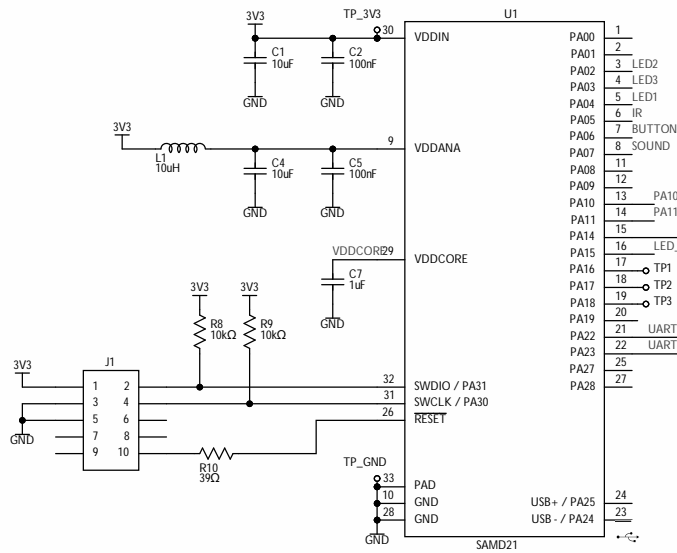 3V3 TP_3V3 U1
30 VDDIN PA00 1
C1 10uF C2 100nF PA01 2
GND GND PA02 3 LED2
PA03 4 LED3
PA04 5 LED1
PA05 6 IR
3V3 PA06 7 BUTTON
9 VDDANA PA07 8 SOUND
L1 10uH C4 10uF C5 100nF PA08 11
PA09 12
GND GND PA10 13 PA10
PA11 14 PA11
PA14 15
VDDCORE 29 VDDCORE PA15 16 LED_
C7 1uF PA16 17 TP1
3V3 3V3 GND PA17 18 TP2
PA18 19 TP3
R8 10kΩ R9 10kΩ PA19 20
PA22 21 UART
J1 PA23 22 UART
3V3 PA27 25
1 2 32 SWDIO / PA31 PA28 27
3 4 31 SWCLK / PA30
5 6 26 RESET
GND 7 8
9 10 R10 39Ω
TP_GND
33 PAD
10 GND USB+ / PA25 24
28 GND USB - / PA24 23
GND SAMD21